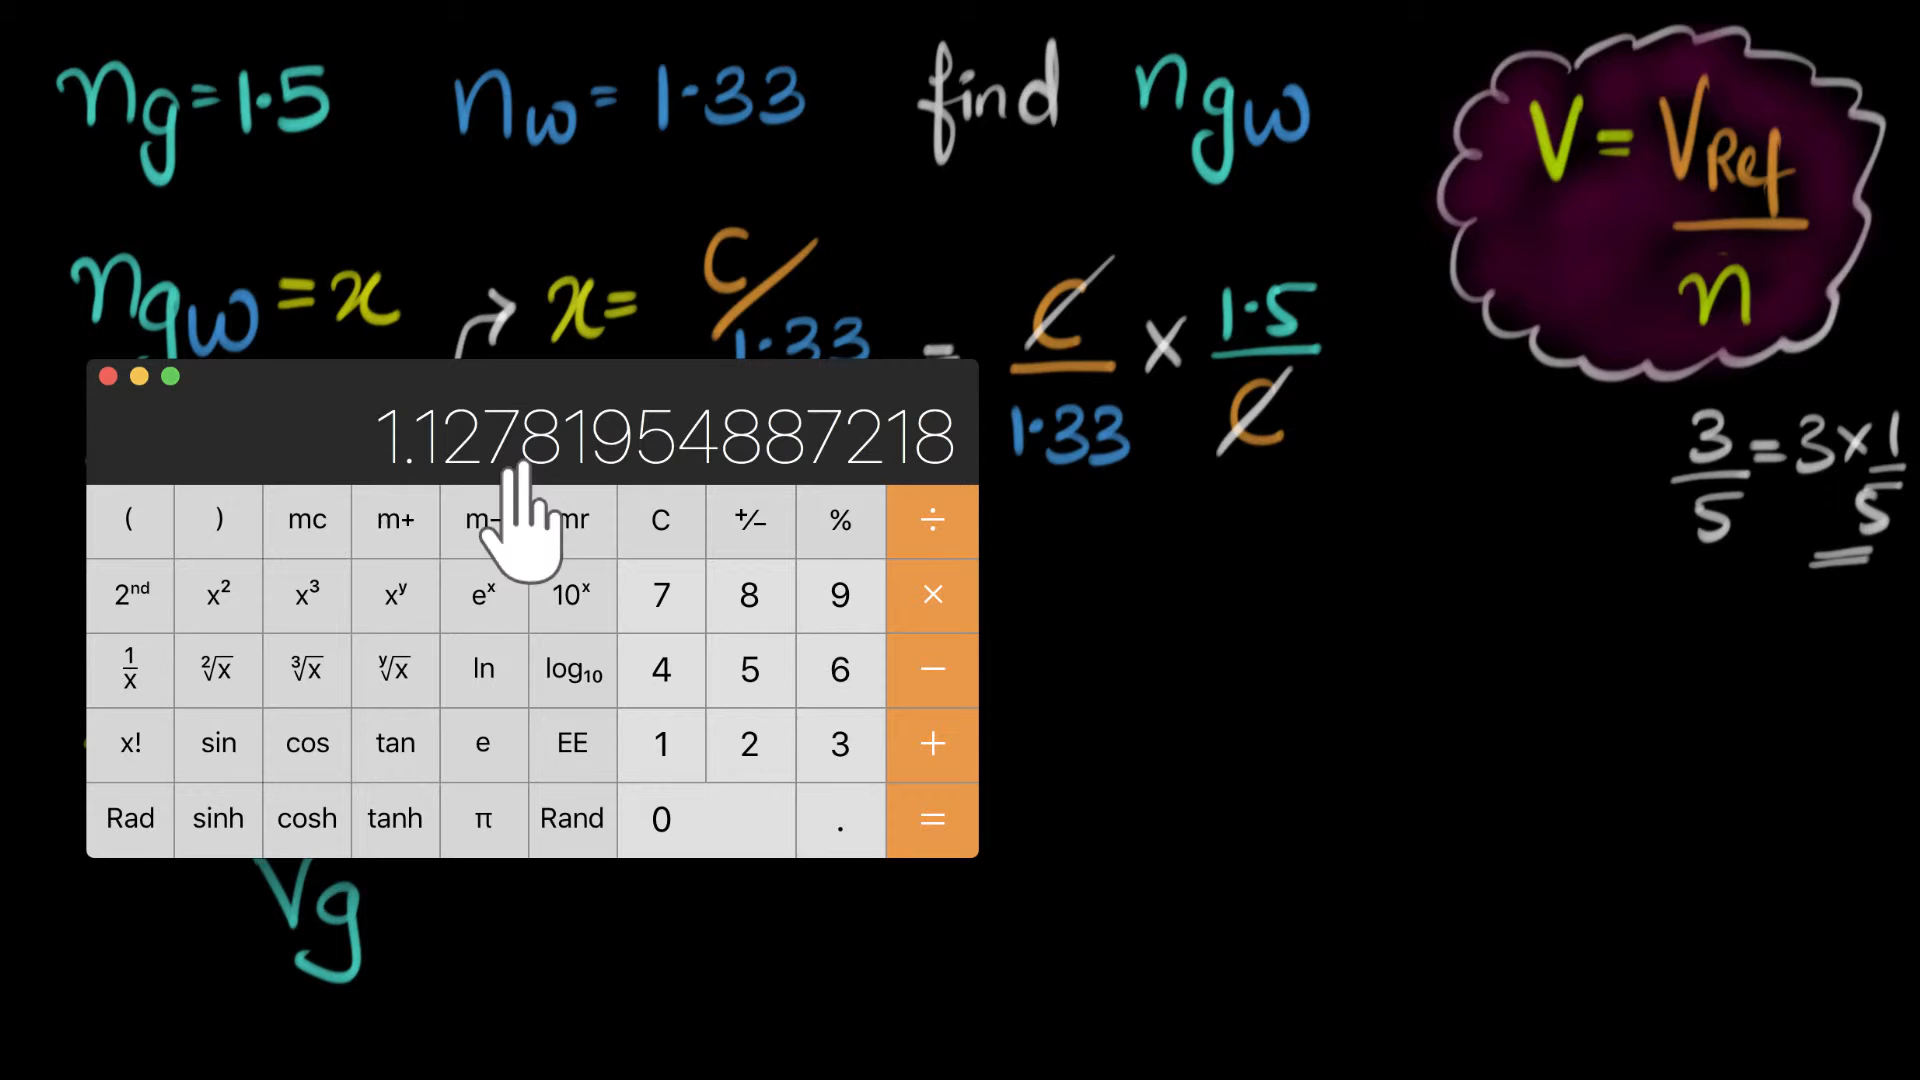 ng = 1.5 nw = 1.33 find ngw
V = VRef / n
ngw = x → x = C / 1.33 = C / 1.33 × 1.5 / C
3/5 = 3 × 1/5
1.127819548872 18
( ) mc m+ m- mr C +/− % ÷
2nd x² x³ xʸ eˣ 10ˣ 7 8 9 ×
1/x ²√x ³√x ʸ√x ln log₁₀ 4 5 6 −
x! sin cos tan e EE 1 2 3 +
Rad sinh cosh tanh π Rand 0 . =
Vg